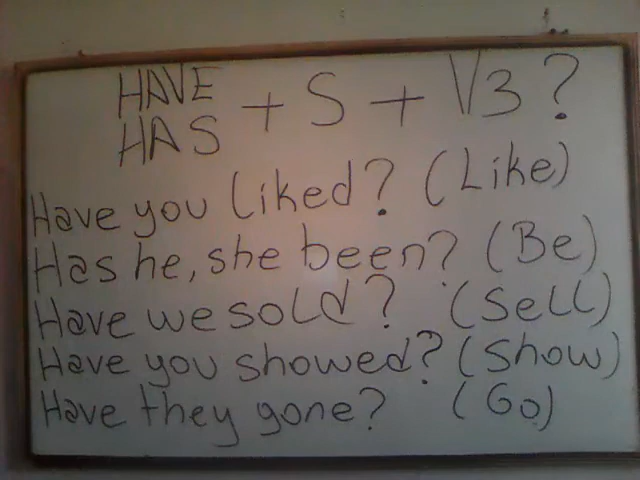 HAVE
HAS + S + V3?
Have you liked? (Like)
Has he, she been? (Be)
Have we sold? (Sell)
Have you showed? (Show)
Have they gone? (Go)